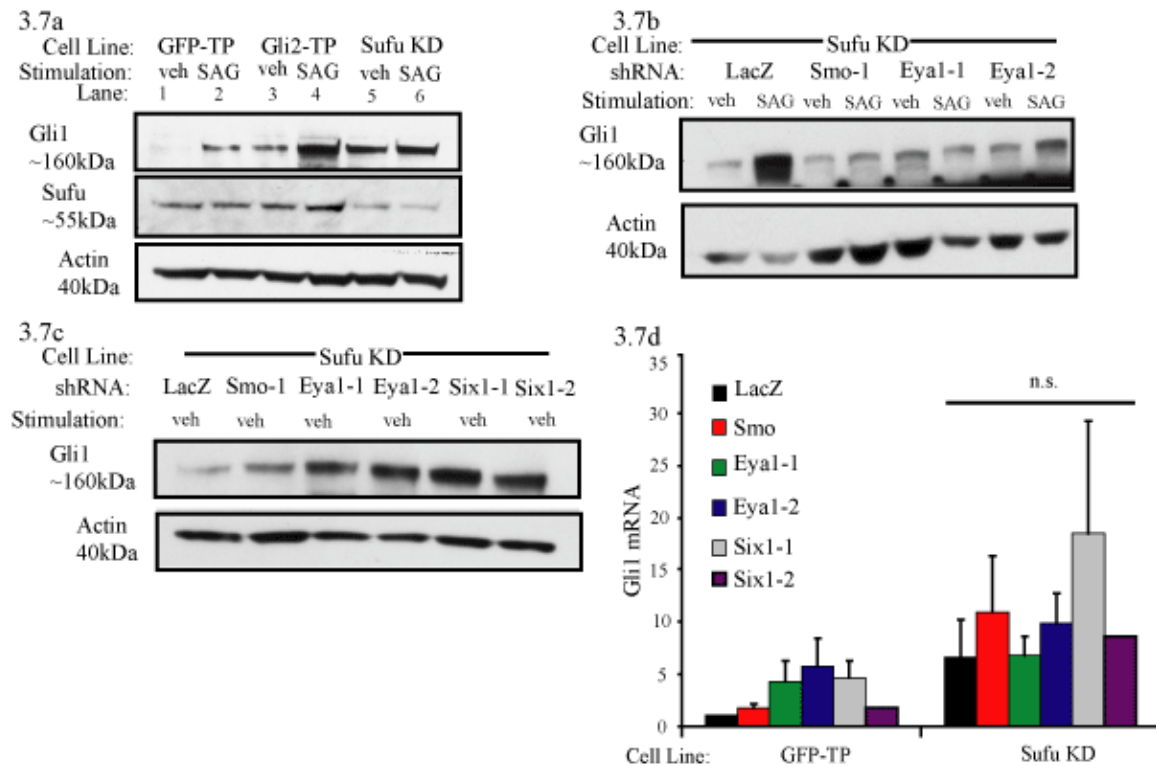 3.7a
Cell Line: GFP-TP Gli2-TP Sufu KD
Stimulation: veh SAG veh SAG veh SAG
Lane: 1 2 3 4 5 6
Gli1
~160kDa
Sufu
~55kDa
Actin
40kDa
3.7b
Cell Line: Sufu KD
shRNA: LacZ Smo-1 Eya1-1 Eya1-2
Stimulation: veh SAG veh SAG veh SAG veh SAG
Gli1
~160kDa
Actin
40kDa
3.7c
Cell Line: Sufu KD
shRNA: LacZ Smo-1 Eya1-1 Eya1-2 Six1-1 Six1-2
Stimulation: veh veh veh veh veh veh
Gli1
~160kDa
Actin
40kDa
3.7d
Gli1 mRNA
35
30
25
20
15
10
5
0
LacZ
Smo
Eya1-1
Eya1-2
Six1-1
Six1-2
n.s.
Cell Line: GFP-TP Sufu KD